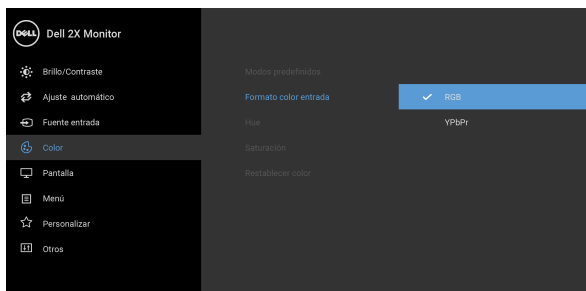 DELL
Dell 2X Monitor
Brillo/Contraste
Ajuste automático
Fuente entrada
Color
Pantalla
Menú
Personalizar
Otros
Modos predefinidos
Formato color entrada
Hue
Saturación
Restablecer color
RGB
YPbPr